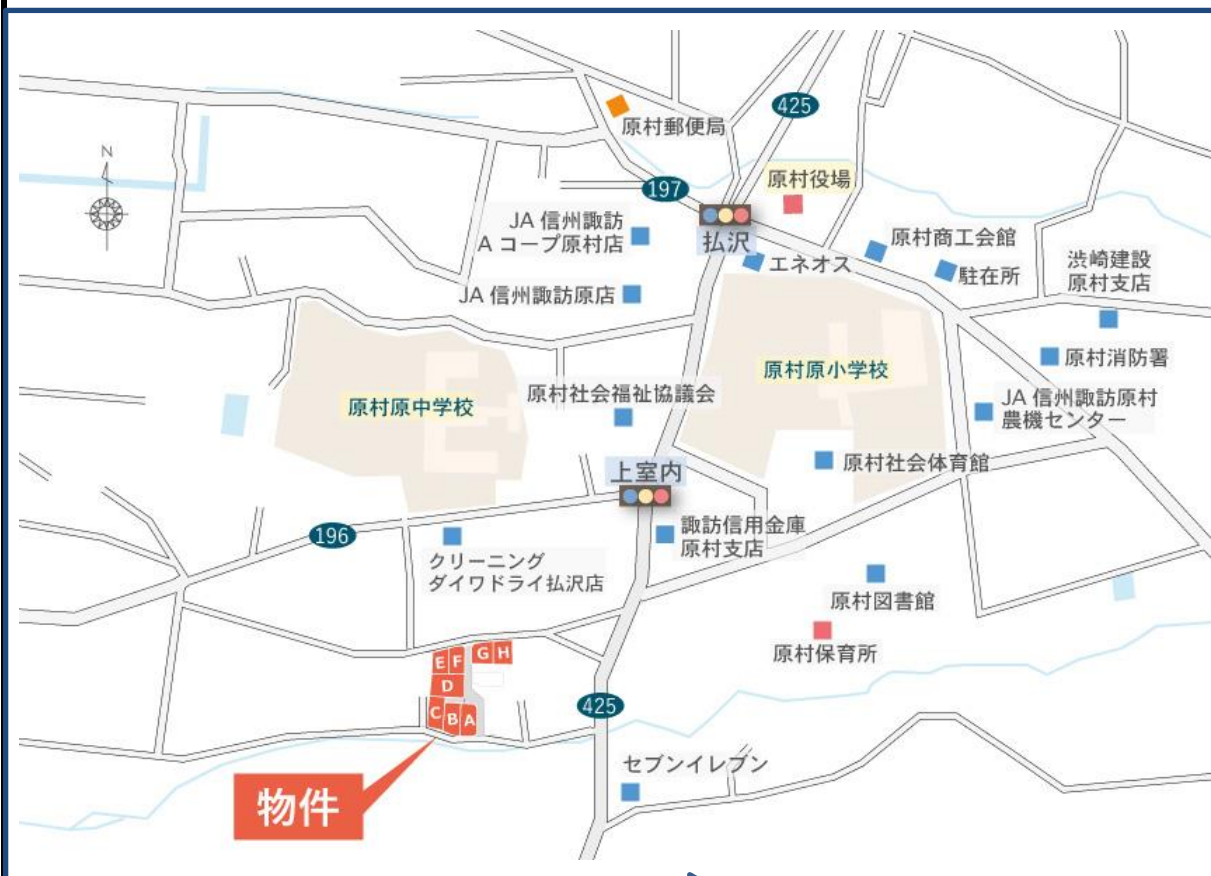 425
原村郵便局
N
197
原村役場
JA 信州諏訪
A コープ原村店
払沢
原村商工会館
エネオス
駐在所
渋崎建設
原村支店
JA 信州諏訪原店
原村消防署
原村原小学校
原村原中学校
原村社会福祉協議会
JA 信州諏訪原村
農機センター
上室内
原村社会体育館
196
諏訪信用金庫
原村支店
クリーニング
ダイワドライ払沢店
原村図書館
原村保育所
E F G H
D
C B A
425
セブンイレブン
物件